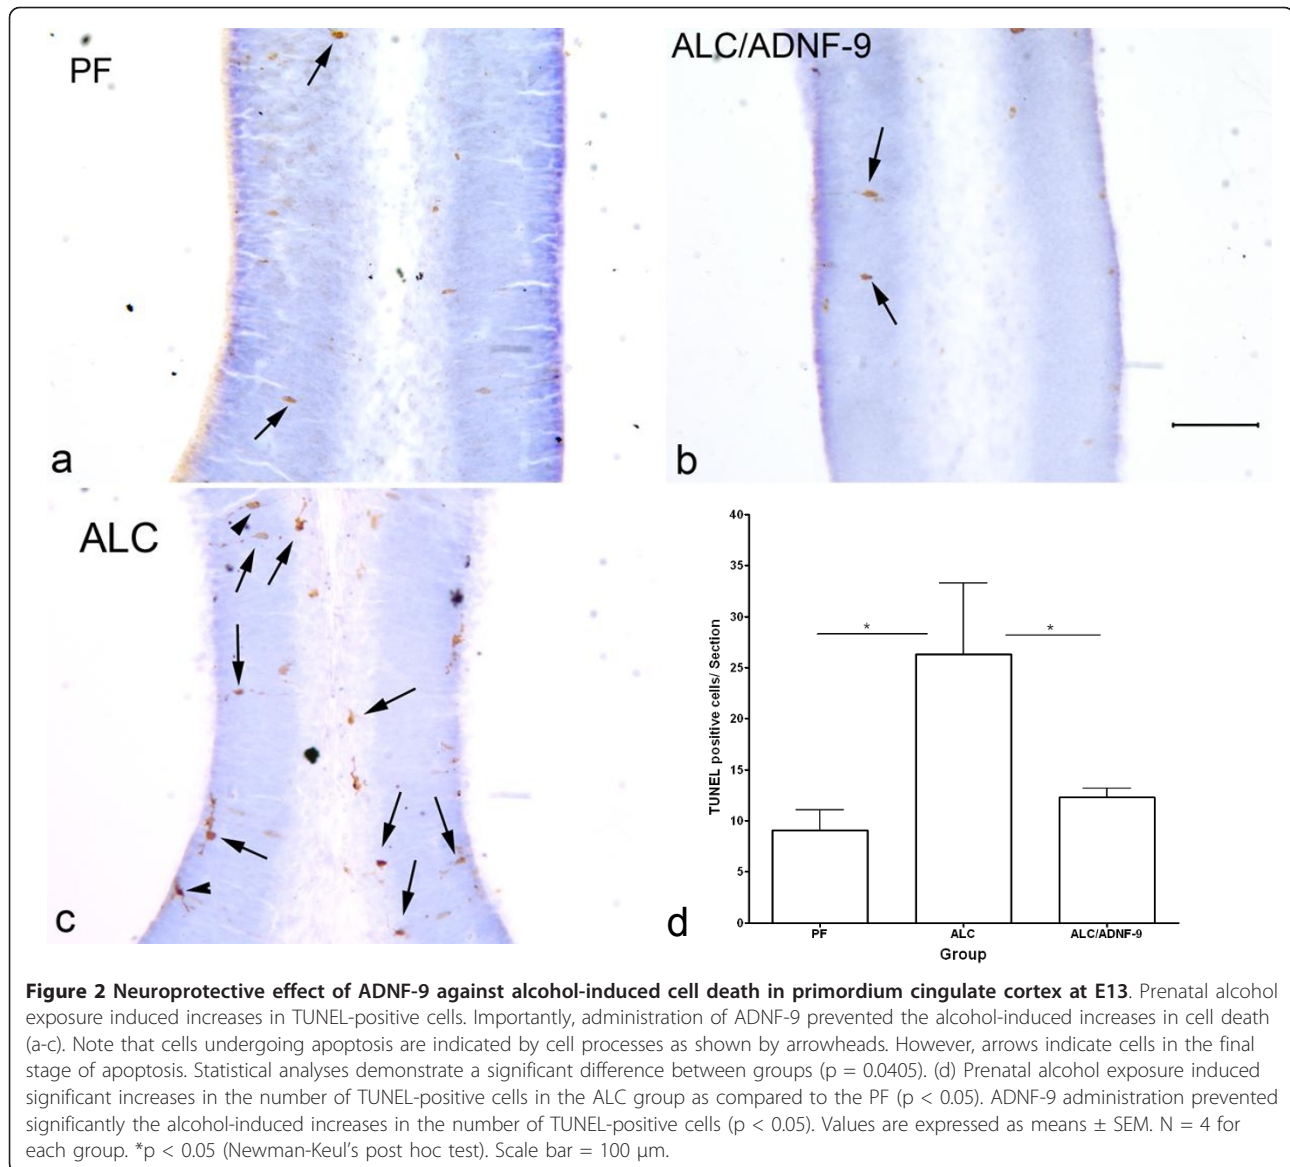 PF
ALC/ADNF-9
a
b
ALC
c
40
35
30
25
20
15
10
5
0
TUNEL positive cells/ Section
*
*
PF
ALC
ALC/ADNF-9
Group
d
Figure 2 Neuroprotective effect of ADNF-9 against alcohol-induced cell death in primordium cingulate cortex at E13. Prenatal alcohol
exposure induced increases in TUNEL-positive cells. Importantly, administration of ADNF-9 prevented the alcohol-induced increases in cell death
(a-c). Note that cells undergoing apoptosis are indicated by cell processes as shown by arrowheads. However, arrows indicate cells in the final
stage of apoptosis. Statistical analyses demonstrate a significant difference between groups (p = 0.0405). (d) Prenatal alcohol exposure induced
significant increases in the number of TUNEL-positive cells in the ALC group as compared to the PF (p < 0.05). ADNF-9 administration prevented
significantly the alcohol-induced increases in the number of TUNEL-positive cells (p < 0.05). Values are expressed as means ± SEM. N = 4 for
each group. *p < 0.05 (Newman-Keul's post hoc test). Scale bar = 100 μm.